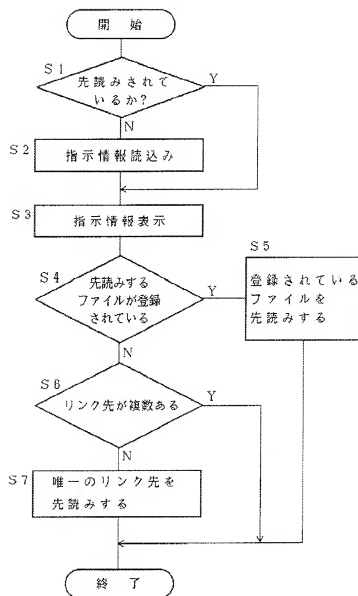 開始
S1
先読みされて
いるか?
Y
N
S2
指示情報読込み
S3
指示情報表示
S4
先読みする
ファイルが登録
されている
Y
N
S5
登録されている
ファイルを
先読みする
S6
リンク先が複数ある
Y
N
S7
唯一のリンク先を
先読みする
終了